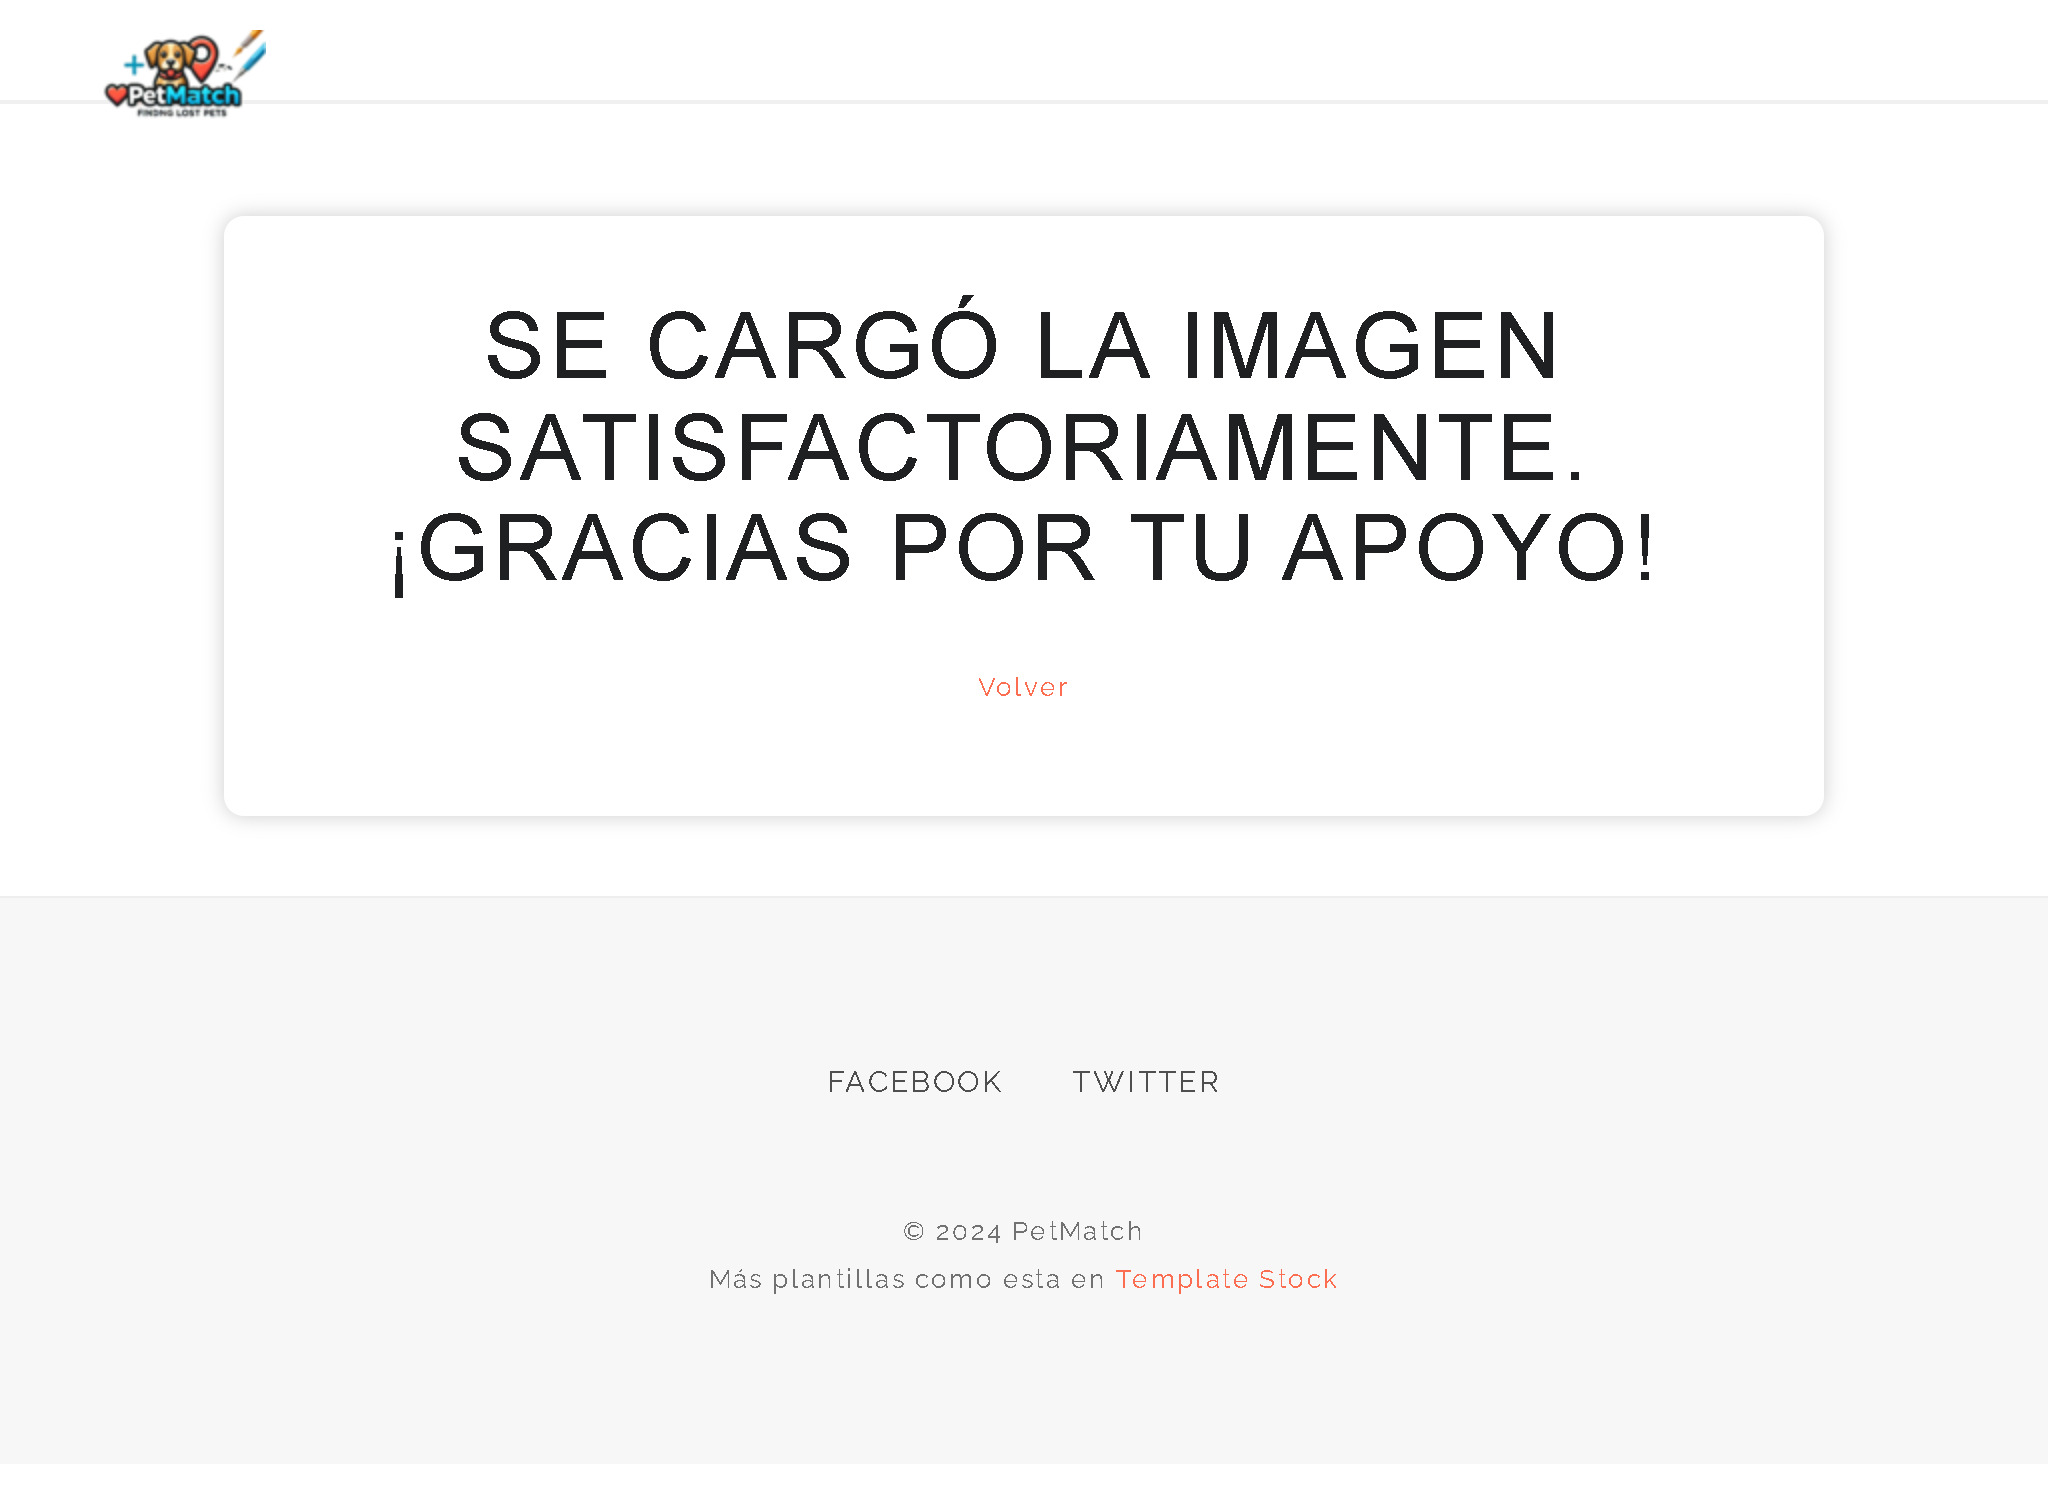 PetMatch
FINDNG LOST PETS
SE CARGÓ LA IMAGEN
SATISFACTORIAMENTE.
¡GRACIAS POR TU APOYO!
Volver
FACEBOOK TWITTER
© 2024 PetMatch
Más plantillas como esta en Template Stock